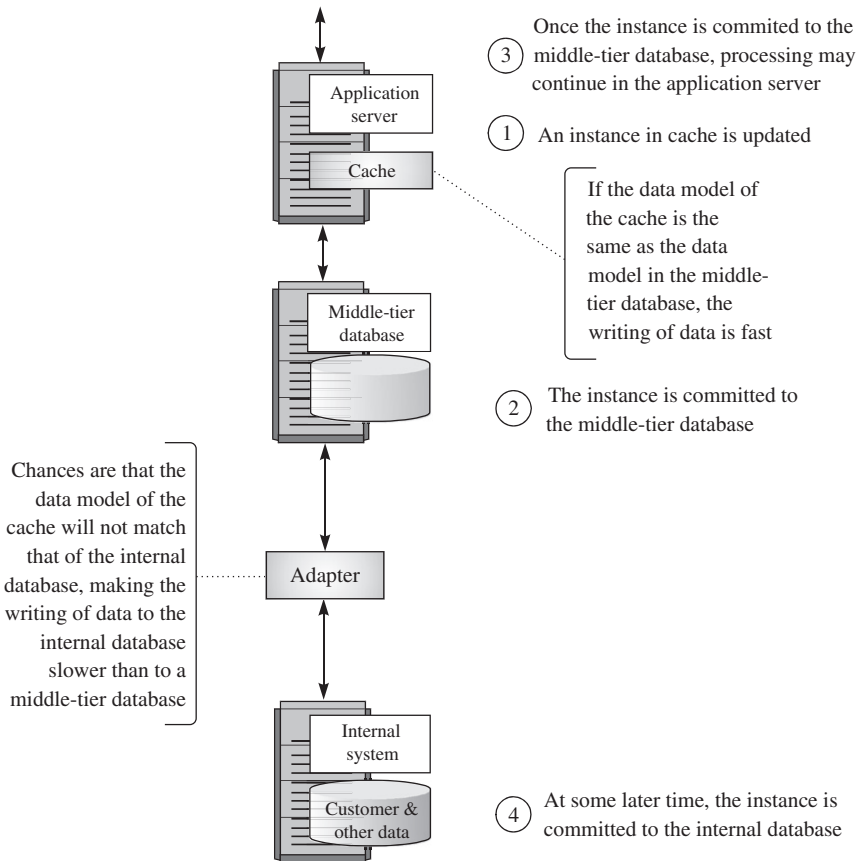 3
Once the instance is commited to the
middle-tier database, processing may
continue in the application server
Application
server
1
An instance in cache is updated
Cache
If the data model of
the cache is the
same as the data
model in the middle-
tier database, the
writing of data is fast
Middle-tier
database
2
The instance is committed to
the middle-tier database
Chances are that the
data model of the
cache will not match
that of the internal
database, making the
writing of data to the
internal database
slower than to a
middle-tier database
Adapter
Internal
system
Customer &
other data
4
At some later time, the instance is
committed to the internal database